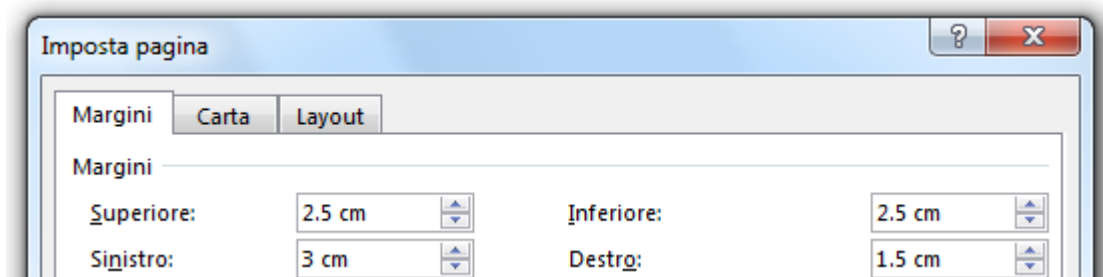 Imposta pagina
Margini Carta Layout
Margini
Superiore: 2.5 cm Inferiore: 2.5 cm
Sinistro: 3 cm Destro: 1.5 cm